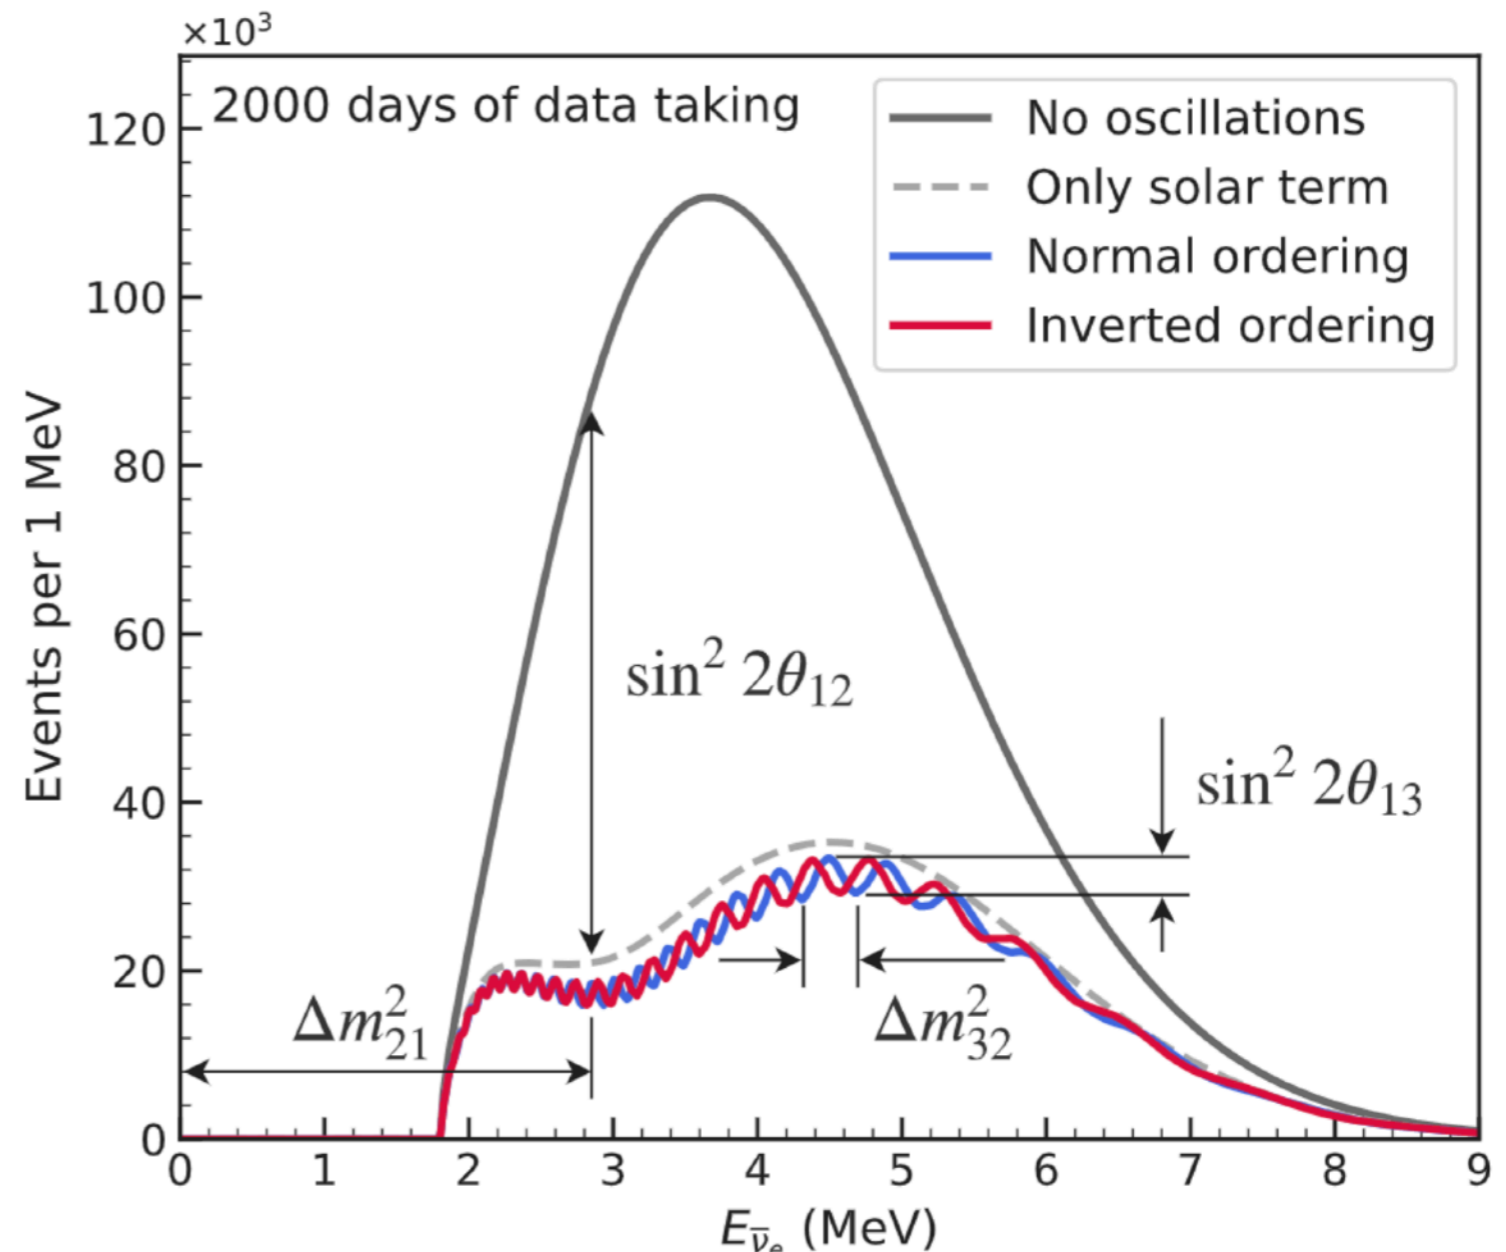 ×10³
2000 days of data taking
No oscillations
Only solar term
Normal ordering
Inverted ordering
120
100
80
60
40
20
0
Events per 1 MeV
sin² 2θ₁₂
sin² 2θ₁₃
Δm²₂₁
Δm²₃₂
0 1 2 3 4 5 6 7 8 9
E_ν̅ₑ (MeV)